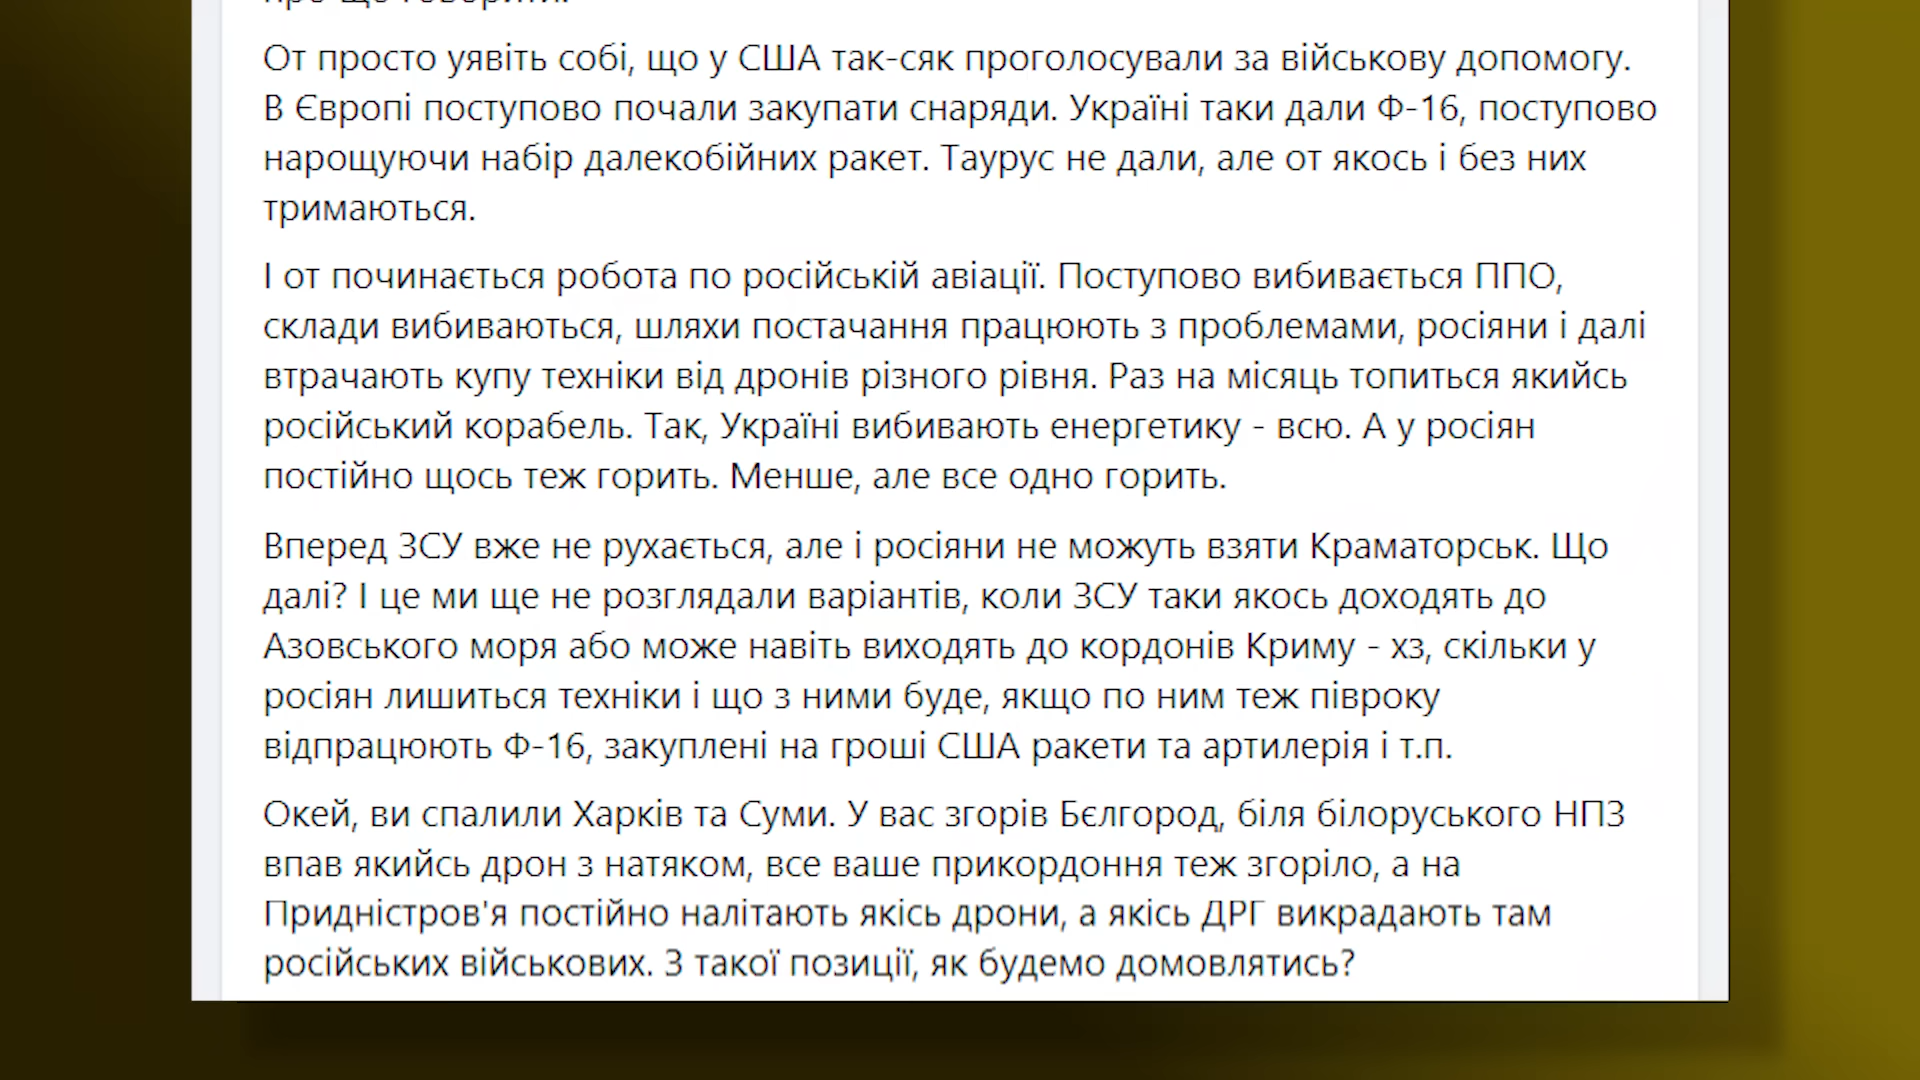 От просто уявіть собі, що у США так-сяк проголосували за військову допомогу.
В Європі поступово почали закупати снаряди. Україні таки дали Ф-16, поступово
нарощуючи набір далекобійних ракет. Таурус не дали, але от якось і без них
тримаються.
І от починається робота по російській авіації. Поступово вибивається ППО,
склади вибиваються, шляхи постачання працюють з проблемами, росіяни і далі
втрачають купу техніки від дронів різного рівня. Раз на місяць топиться якийсь
російський корабель. Так, Україні вибивають енергетику - всю. А у росіян
постійно щось теж горить. Менше, але все одно горить.
Вперед ЗСУ вже не рухається, але і росіяни не можуть взяти Краматорськ. Що
далі? І це ми ще не розглядали варіантів, коли ЗСУ таки якось доходять до
Азовського моря або може навіть виходять до кордонів Криму - хз, скільки у
росіян лишиться техніки і що з ними буде, якщо по ним теж півроку
відпрацюють Ф-16, закуплені на гроші США ракети та артилерія і т.п.
Окей, ви спалили Харків та Суми. У вас згорів Бєлгород, біля білоруського НПЗ
впав якийсь дрон з натяком, все ваше прикордоння теж згоріло, а на
Придністров'я постійно налітають якісь дрони, а якісь ДРГ викрадають там
російських військових. З такої позиції, як будемо домовлятись?